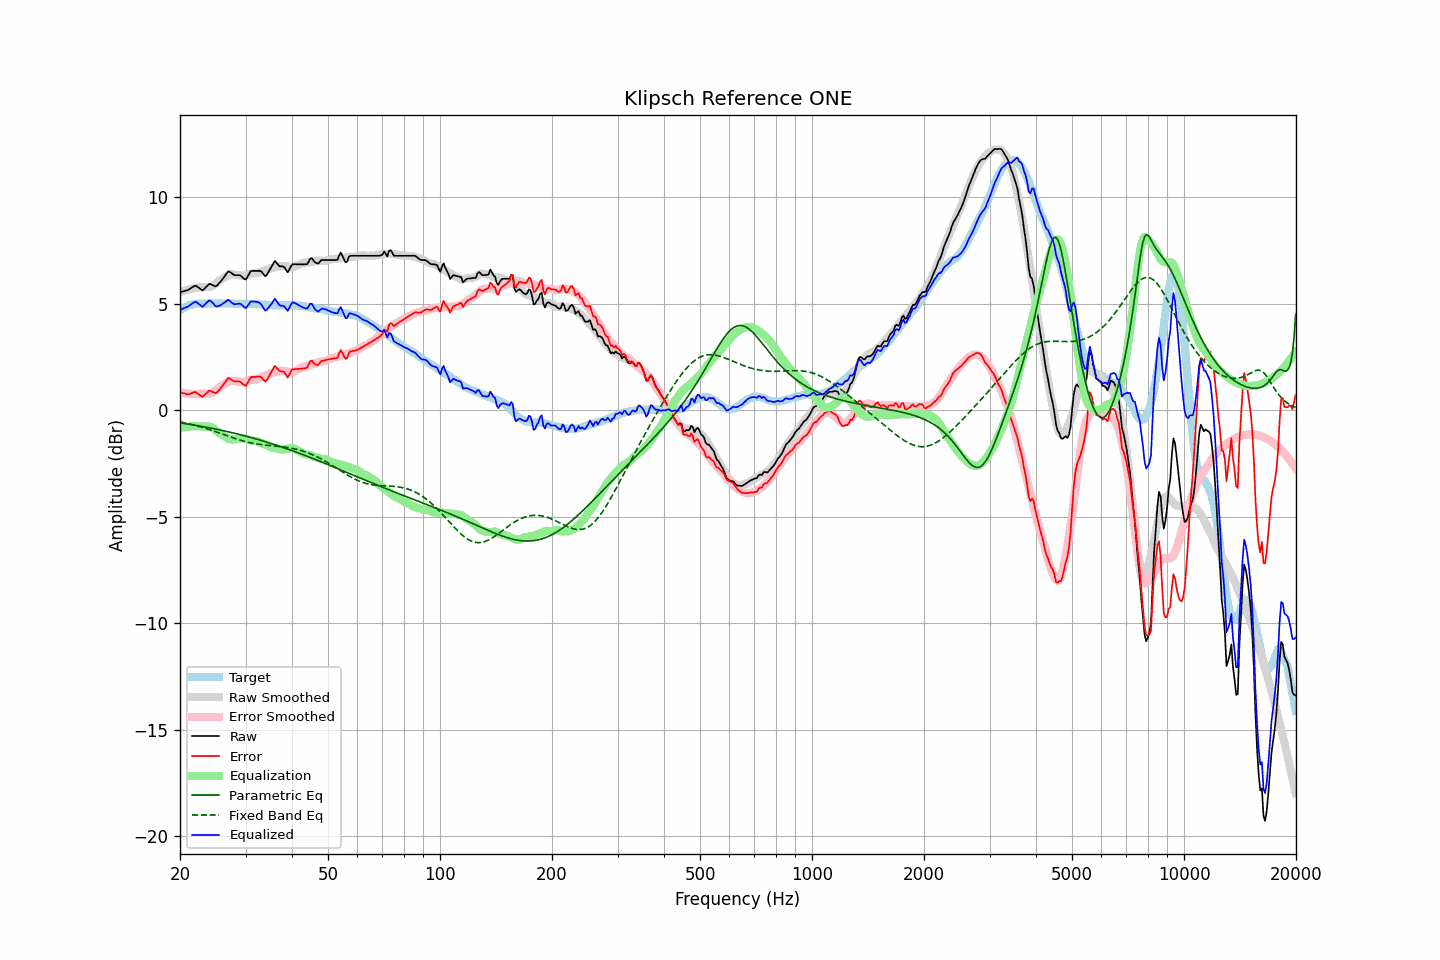 Klipsch Reference ONE
Amplitude (dBr)
10
5
0
−5
−10
−15
−20
Target
Raw Smoothed
Error Smoothed
Raw
Error
Equalization
Parametric Eq
Fixed Band Eq
Equalized
20 50 100 200 500 1000 2000 5000 10000 20000
Frequency (Hz)